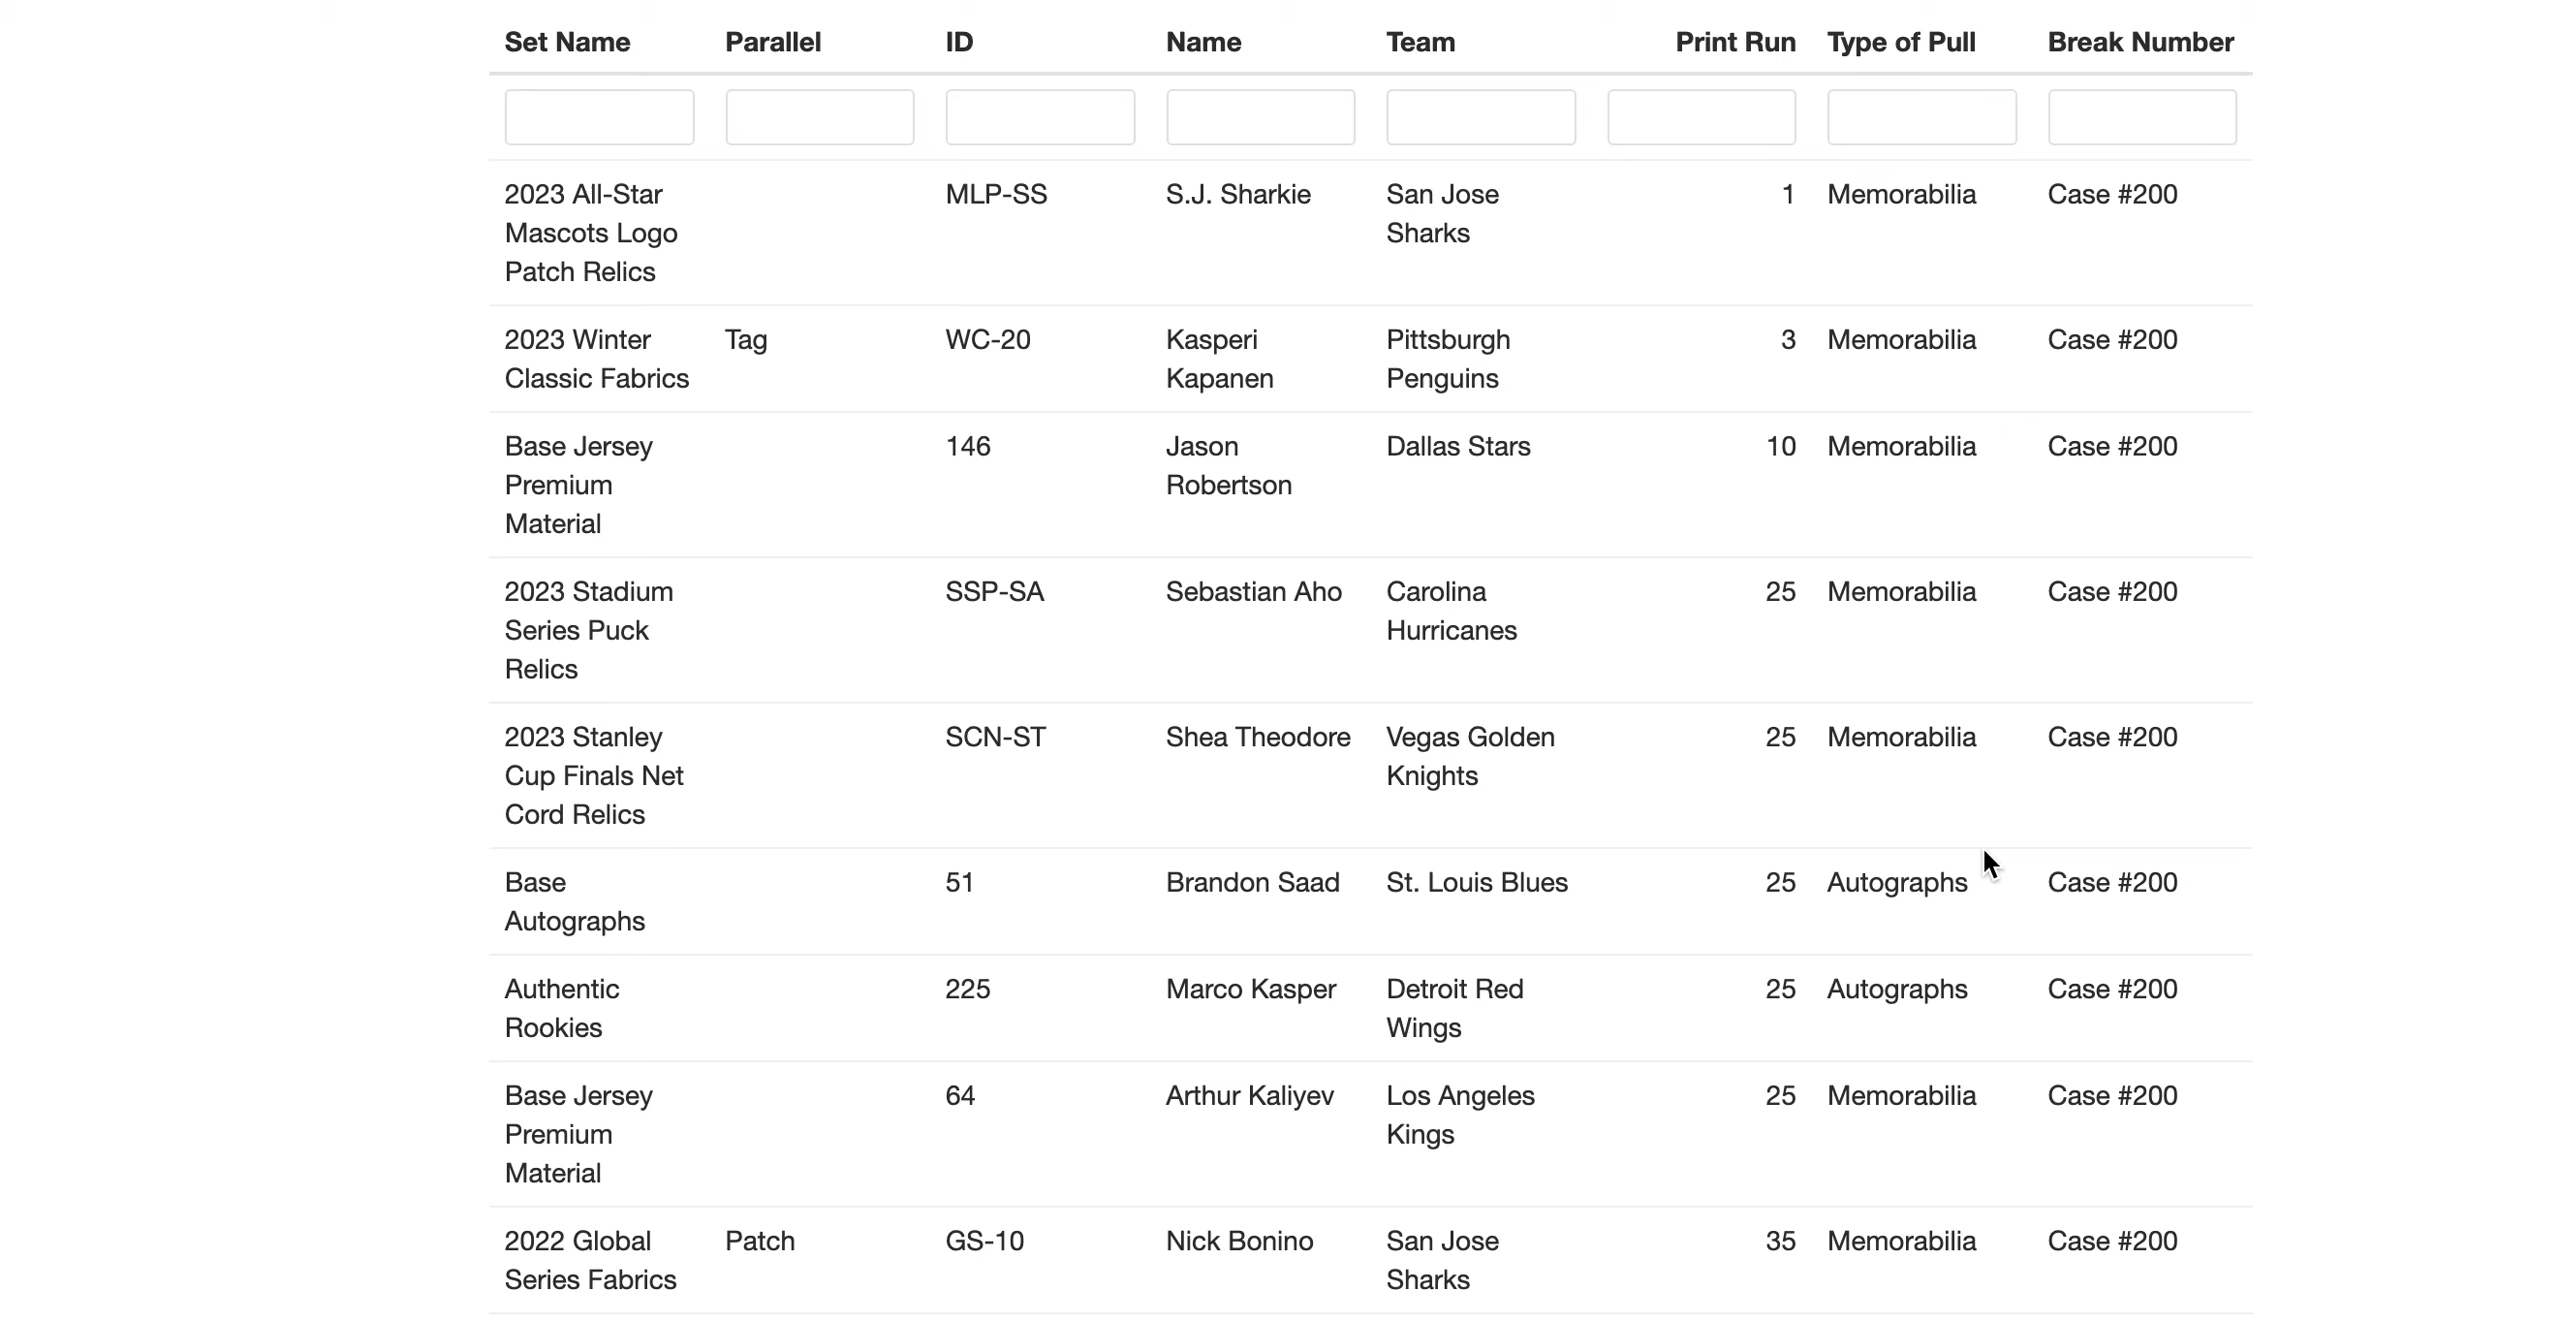 Set Name Parallel ID Name Team Print Run Type of Pull Break Number
2023 All-Star MLP-SS S.J. Sharkie San Jose 1 Memorabilia Case #200
Mascots Logo Sharks
Patch Relics
2023 Winter Tag WC-20 Kasperi Pittsburgh 3 Memorabilia Case #200
Classic Fabrics Kapanen Penguins
Base Jersey 146 Jason Dallas Stars 10 Memorabilia Case #200
Premium Robertson
Material
2023 Stadium SSP-SA Sebastian Aho Carolina 25 Memorabilia Case #200
Series Puck Hurricanes
Relics
2023 Stanley SCN-ST Shea Theodore Vegas Golden 25 Memorabilia Case #200
Cup Finals Net Knights
Cord Relics
Base 51 Brandon Saad St. Louis Blues 25 Autographs Case #200
Autographs
Authentic 225 Marco Kasper Detroit Red 25 Autographs Case #200
Rookies Wings
Base Jersey 64 Arthur Kaliyev Los Angeles 25 Memorabilia Case #200
Premium Kings
Material
2022 Global Patch GS-10 Nick Bonino San Jose 35 Memorabilia Case #200
Series Fabrics Sharks